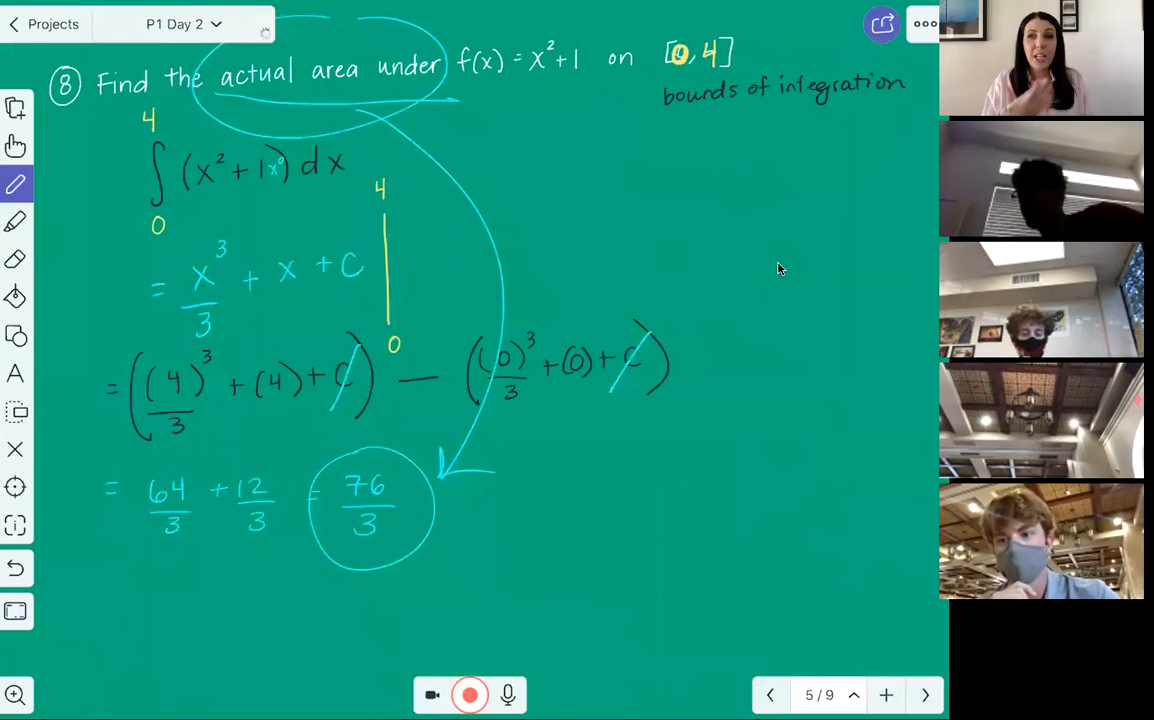 Projects P1 Day 2
8 Find the actual area under f(x) = x² + 1 on [0, 4]
bounds of integration
4
∫ (x² + 1x⁰) dx
0
4
= x³/3 + x + C
0
= ((4)³/3 + (4) + C) — ((0)³/3 + (0) + C)
= 64/3 + 12/3 = 76/3
5 / 9